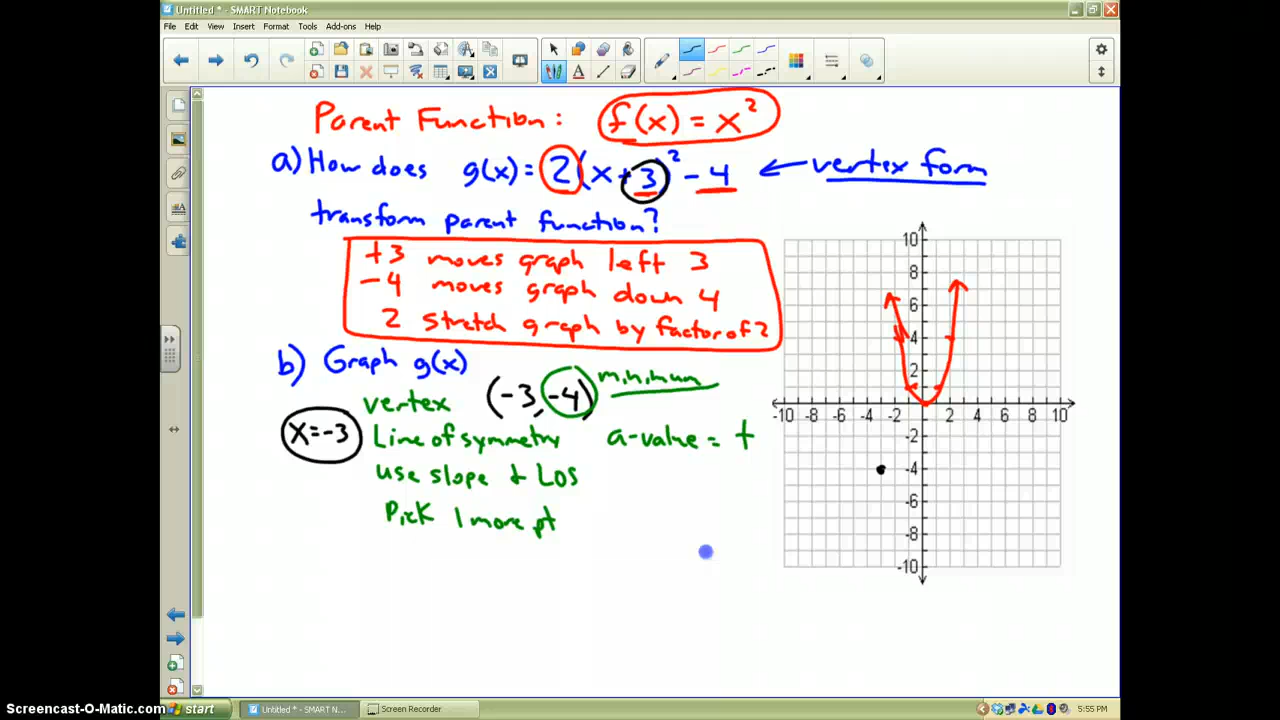 Untitled * - SMART Notebook
File Edit View Insert Format Tools Add-ons Help
Parent Function: f(x) = x²
a) How does g(x) = 2(x+3)² - 4 ← vertex form
transform parent function?
+3 moves graph left 3
-4 moves graph down 4
2 stretch graph by factor of 2
b) Graph g(x)
vertex (-3, -4) minimum
x=-3 Line of symmetry a-value = +
use slope + LOS
Pick 1 more pt
10
8
6
4
2
-10 -8 -6 -4 -2 2 4 6 8 10
-2
-4
-6
-8
-10
Screencast-O-Matic.com start Untitled * - SMART N... Screen Recorder 5:55 PM